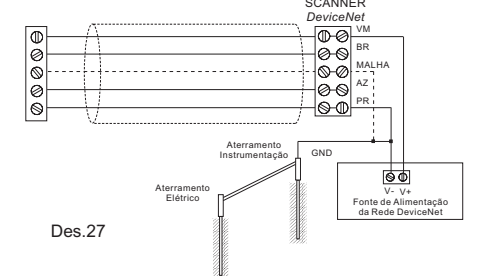 SCANNER
DeviceNet
VM
BR
MALHA
AZ
PR
Aterramento
Instrumentação
GND
Aterramento
Elétrico
V- V+
Fonte de Alimentação
da Rede DeviceNet
Des.27